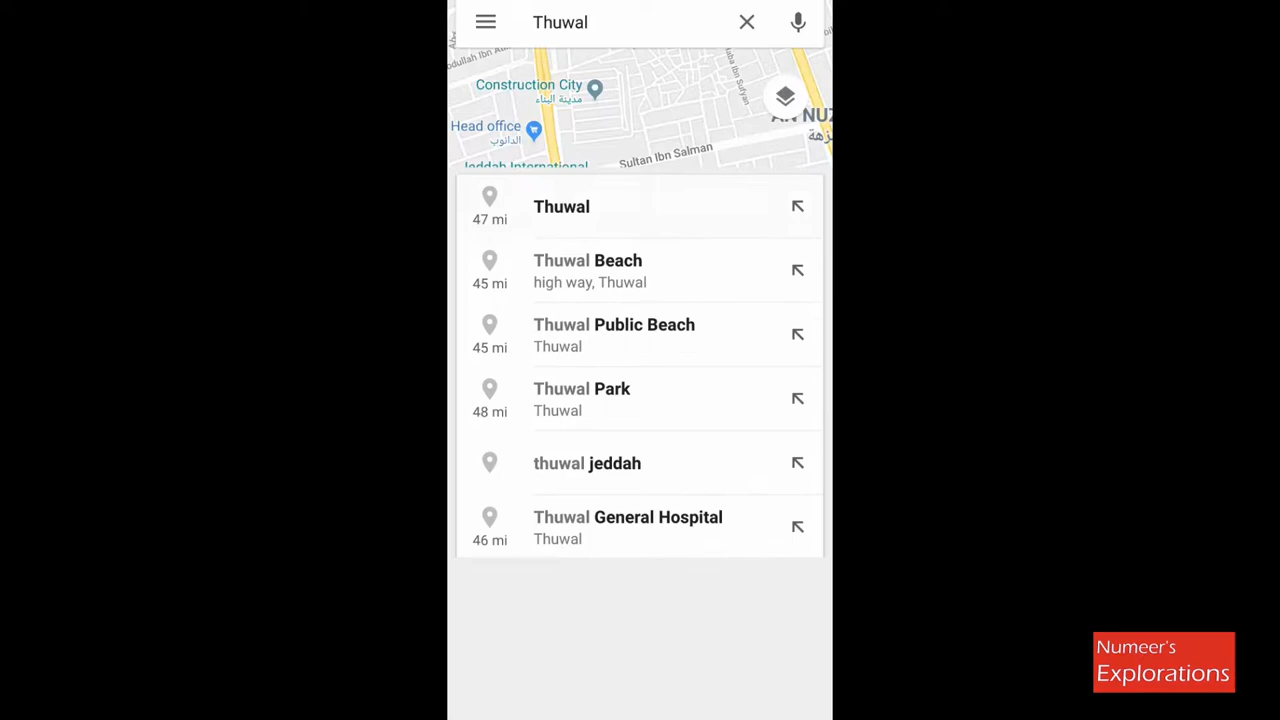 Thuwal
Construction City
مدينة البناء
Head office
الدانوب
Jeddah International
Sultan Ibn Salman
Thuwal
47 mi
Thuwal Beach
high way, Thuwal
45 mi
Thuwal Public Beach
Thuwal
45 mi
Thuwal Park
Thuwal
48 mi
thuwal jeddah
Thuwal General Hospital
Thuwal
46 mi
Numeer's
Explorations